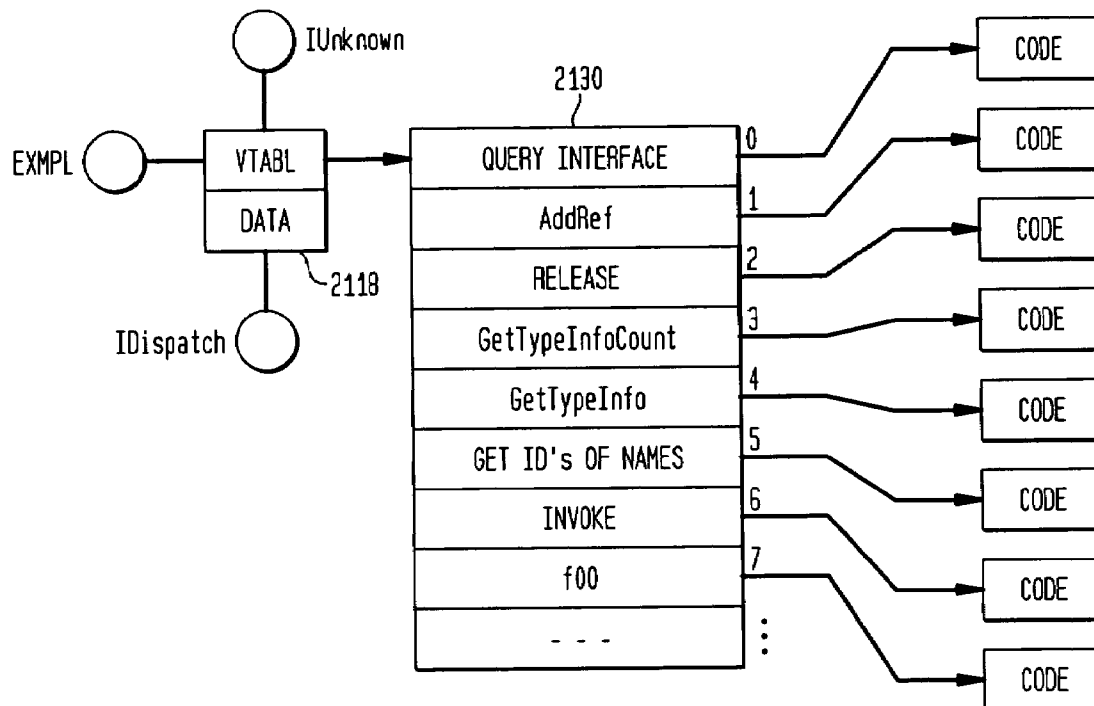 IUnknown
EXMPL
VTABL
DATA
2118
IDispatch
2130
QUERY INTERFACE
0
CODE
AddRef
1
CODE
RELEASE
2
CODE
GetTypeInfoCount
3
CODE
GetTypeInfo
4
CODE
GET ID's OF NAMES
5
CODE
INVOKE
6
CODE
f00
7
CODE
- - -